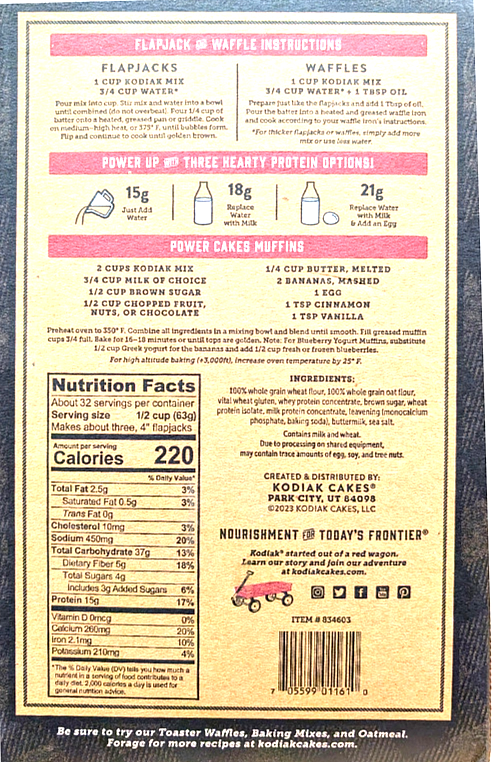 FLAPJACK AND WAFFLE INSTRUCTIONS
FLAPJACKS
1 CUP KODIAK MIX
3/4 CUP WATER*
Pour mix into cup. Stir mix and water into a bowl
until combined (do not overbeat). Pour 1/4 cup of
batter onto a heated, greased pan or griddle. Cook
on medium-high heat, or 375° F, until bubbles form.
Flip and continue to cook until golden brown.
WAFFLES
1 CUP KODIAK MIX
3/4 CUP WATER* + 1 TBSP OIL
Prepare just like the flapjacks and add 1 Tbsp of oil.
Pour the batter into a heated and greased waffle iron
and cook according to your waffle iron's instructions.
*For thicker flapjacks or waffles, simply add more
mix or use less water.
POWER UP WITH THREE HEARTY PROTEIN OPTIONS!
15g
Just Add
Water
18g
Replace
Water
with Milk
21g
Replace Water
with Milk
& Add an Egg
POWER CAKES MUFFINS
2 CUPS KODIAK MIX
3/4 CUP MILK OF CHOICE
1/2 CUP BROWN SUGAR
1/2 CUP CHOPPED FRUIT,
NUTS, OR CHOCOLATE
1/4 CUP BUTTER, MELTED
2 BANANAS, MASHED
1 EGG
1 TSP CINNAMON
1 TSP VANILLA
Preheat oven to 350° F. Combine all ingredients in a mixing bowl and blend until smooth. Fill greased muffin
cups 3/4 full. Bake for 16–18 minutes or until tops are golden. Note: For Blueberry Yogurt Muffins, substitute
1/2 cup Greek yogurt for the bananas and add 1/2 cup fresh or frozen blueberries.
For high altitude baking (+3,000ft), increase oven temperature by 25° F.
Nutrition Facts
About 32 servings per container
Serving size 1/2 cup (63g)
Makes about three, 4" flapjacks
Amount per serving
Calories 220
% Daily Value*
Total Fat 2.5g 3%
Saturated Fat 0.5g 3%
Trans Fat 0g
Cholesterol 10mg 3%
Sodium 450mg 20%
Total Carbohydrate 37g 13%
Dietary Fiber 5g 18%
Total Sugars 4g
Includes 3g Added Sugars 6%
Protein 15g 17%
Vitamin D 0mcg 0%
Calcium 260mg 20%
Iron 2.1mg 10%
Potassium 210mg 4%
*The % Daily Value (DV) tells you how much a
nutrient in a serving of food contributes to a
daily diet. 2,000 calories a day is used for
general nutrition advice.
INGREDIENTS:
100% whole grain wheat flour, 100% whole grain oat flour,
vital wheat gluten, whey protein concentrate, brown sugar, wheat
protein isolate, milk protein concentrate, leavening (monocalcium
phosphate, baking soda), buttermilk, sea salt.
Contains milk and wheat.
Due to processing on shared equipment,
may contain trace amounts of egg, soy, and tree nuts.
CREATED & DISTRIBUTED BY:
KODIAK CAKES®
PARK CITY, UT 84098
©2023 KODIAK CAKES, LLC
NOURISHMENT FOR TODAY'S FRONTIER®
Kodiak® started out of a red wagon.
Learn our story and join our adventure
at kodiakcakes.com.
ITEM # 834603
7 05599 01161 0
Be sure to try our Toaster Waffles, Baking Mixes, and Oatmeal.
Forage for more recipes at kodiakcakes.com.